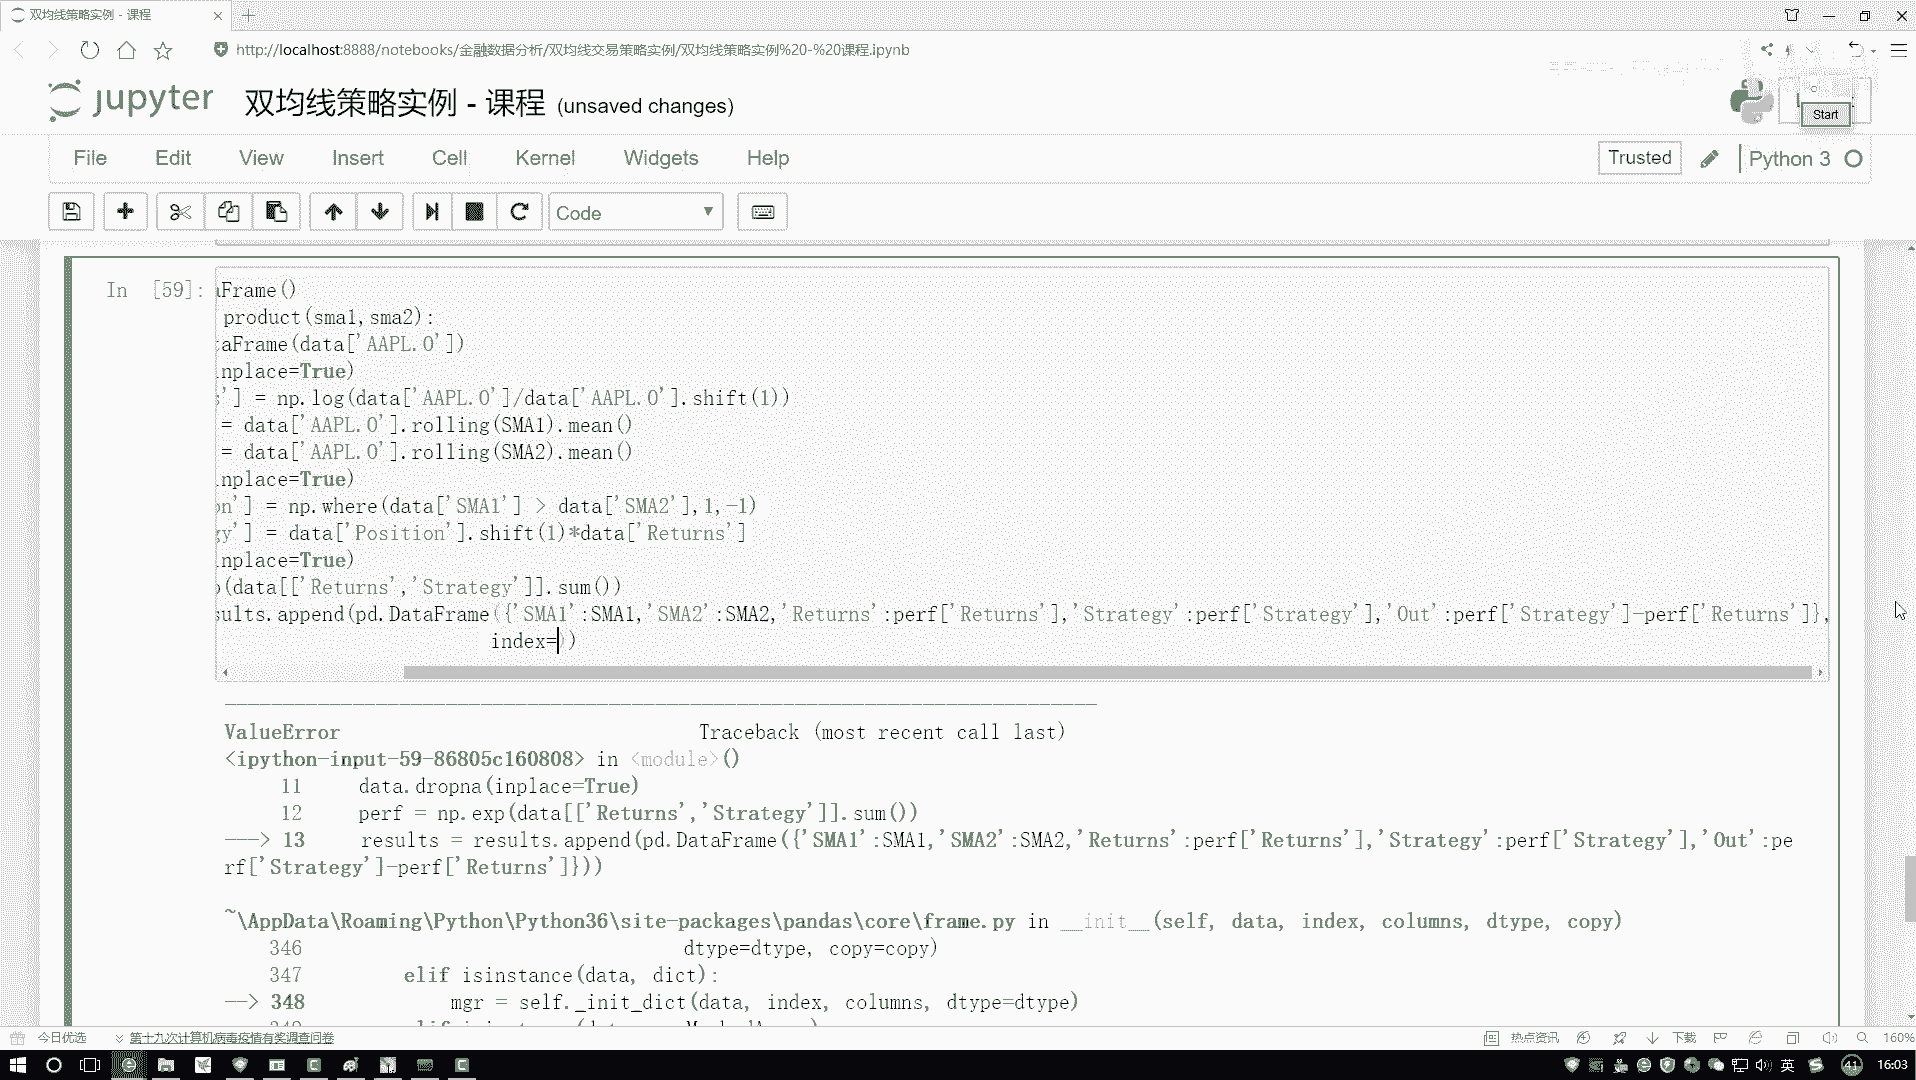 双均线策略实例 - 课程
http://localhost:8888/notebooks/金融数据分析/双均线交易策略实例/双均线策略实例%20-%20课程.ipynb
jupyter 双均线策略实例 - 课程 (unsaved changes)
Start
File Edit View Insert Cell Kernel Widgets Help
Trusted Python 3
Code
In [59]: aFrame()
product(sma1,sma2):
taFrame(data['AAPL.O'])
inplace=True)
s'] = np.log(data['AAPL.O']/data['AAPL.O'].shift(1))
= data['AAPL.O'].rolling(SMA1).mean()
= data['AAPL.O'].rolling(SMA2).mean()
inplace=True)
on'] = np.where(data['SMA1'] > data['SMA2'],1,-1)
gy'] = data['Position'].shift(1)*data['Returns']
inplace=True)
p(data[['Returns','Strategy']].sum())
sults.append(pd.DataFrame({'SMA1':SMA1,'SMA2':SMA2,'Returns':perf['Returns'],'Strategy':perf['Strategy'],'Out':perf['Strategy']-perf['Returns']},
index=))
ValueError Traceback (most recent call last)
<ipython-input-59-86805c160808> in <module>()
11 data.dropna(inplace=True)
12 perf = np.exp(data[['Returns','Strategy']].sum())
---> 13 results = results.append(pd.DataFrame({'SMA1':SMA1,'SMA2':SMA2,'Returns':perf['Returns'],'Strategy':perf['Strategy'],'Out':pe
rf['Strategy']-perf['Returns']}))
~\AppData\Roaming\Python\Python36\site-packages\pandas\core\frame.py in __init__(self, data, index, columns, dtype, copy)
346 dtype=dtype, copy=copy)
347 elif isinstance(data, dict):
--> 348 mgr = self._init_dict(data, index, columns, dtype=dtype)
今日优选 第十九次计算机病毒疫情有奖调查问卷 热点资讯 下载 160%
英 41 16:03